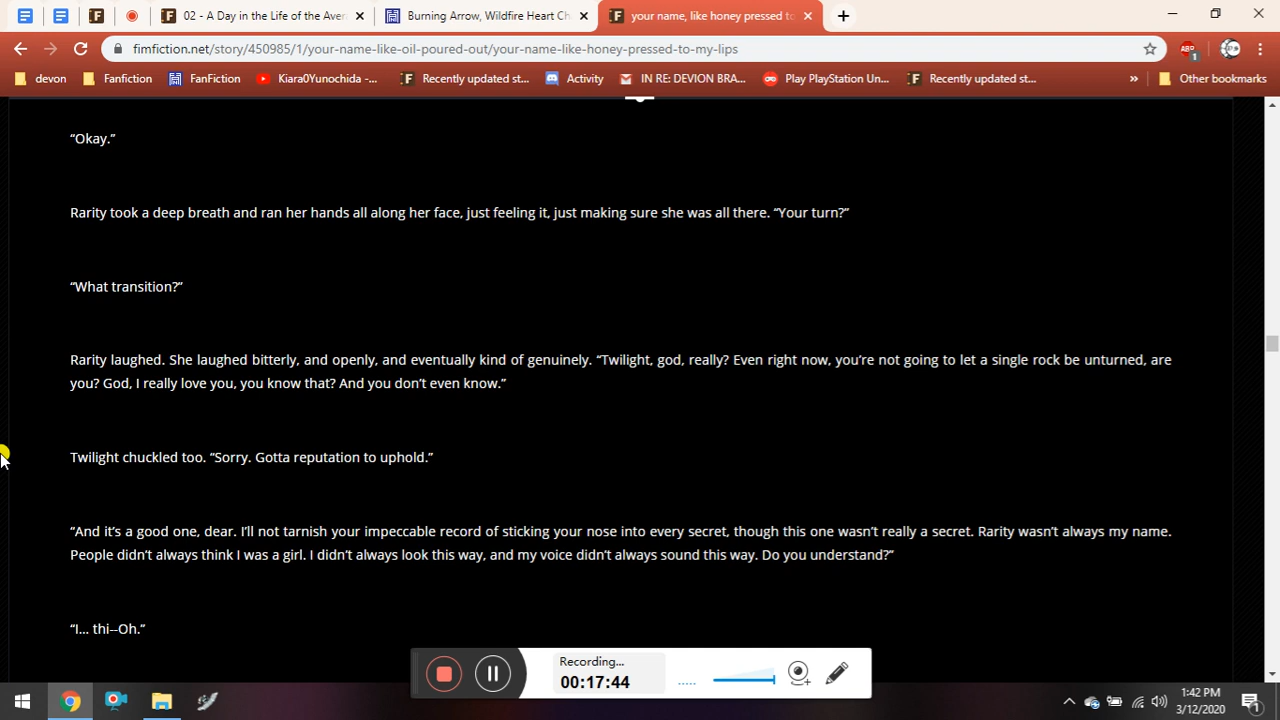 02 - A Day in the Life of the Aver
Burning Arrow, Wildfire Heart Ch
your name, like honey pressed to
fimfiction.net/story/450985/1/your-name-like-oil-poured-out/your-name-like-honey-pressed-to-my-lips
ABP
1
devon
Fanfiction
FanFiction
Kiara0Yunochida -...
Recently updated st...
Activity
IN RE: DEVION BRA...
Play PlayStation Un...
Recently updated st...
»
Other bookmarks
“Okay.”
Rarity took a deep breath and ran her hands all along her face, just feeling it, just making sure she was all there. “Your turn?”
“What transition?”
Rarity laughed. She laughed bitterly, and openly, and eventually kind of genuinely. “Twilight, god, really? Even right now, you’re not going to let a single rock be unturned, are
you? God, I really love you, you know that? And you don’t even know.”
Twilight chuckled too. “Sorry. Gotta reputation to uphold.”
“And it’s a good one, dear. I’ll not tarnish your impeccable record of sticking your nose into every secret, though this one wasn’t really a secret. Rarity wasn’t always my name.
People didn’t always think I was a girl. I didn’t always look this way, and my voice didn’t always sound this way. Do you understand?”
“I... thi--Oh.”
Recording...
00:17:44
1:42 PM
3/12/2020
1